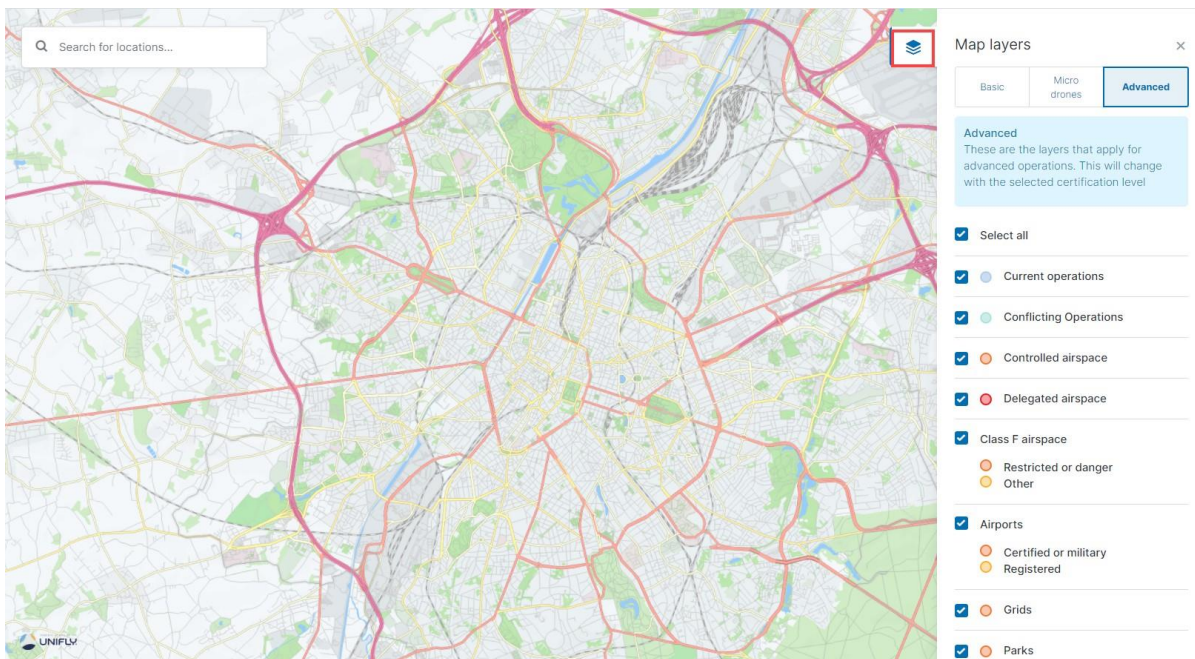 Search for locations...
Map layers
Basic
Micro
drones
Advanced
Advanced
These are the layers that apply for
advanced operations. This will change
with the selected certification level
Select all
Current operations
Conflicting Operations
Controlled airspace
Delegated airspace
Class F airspace
Restricted or danger
Other
Airports
Certified or military
Registered
Grids
Parks
UNIFLY